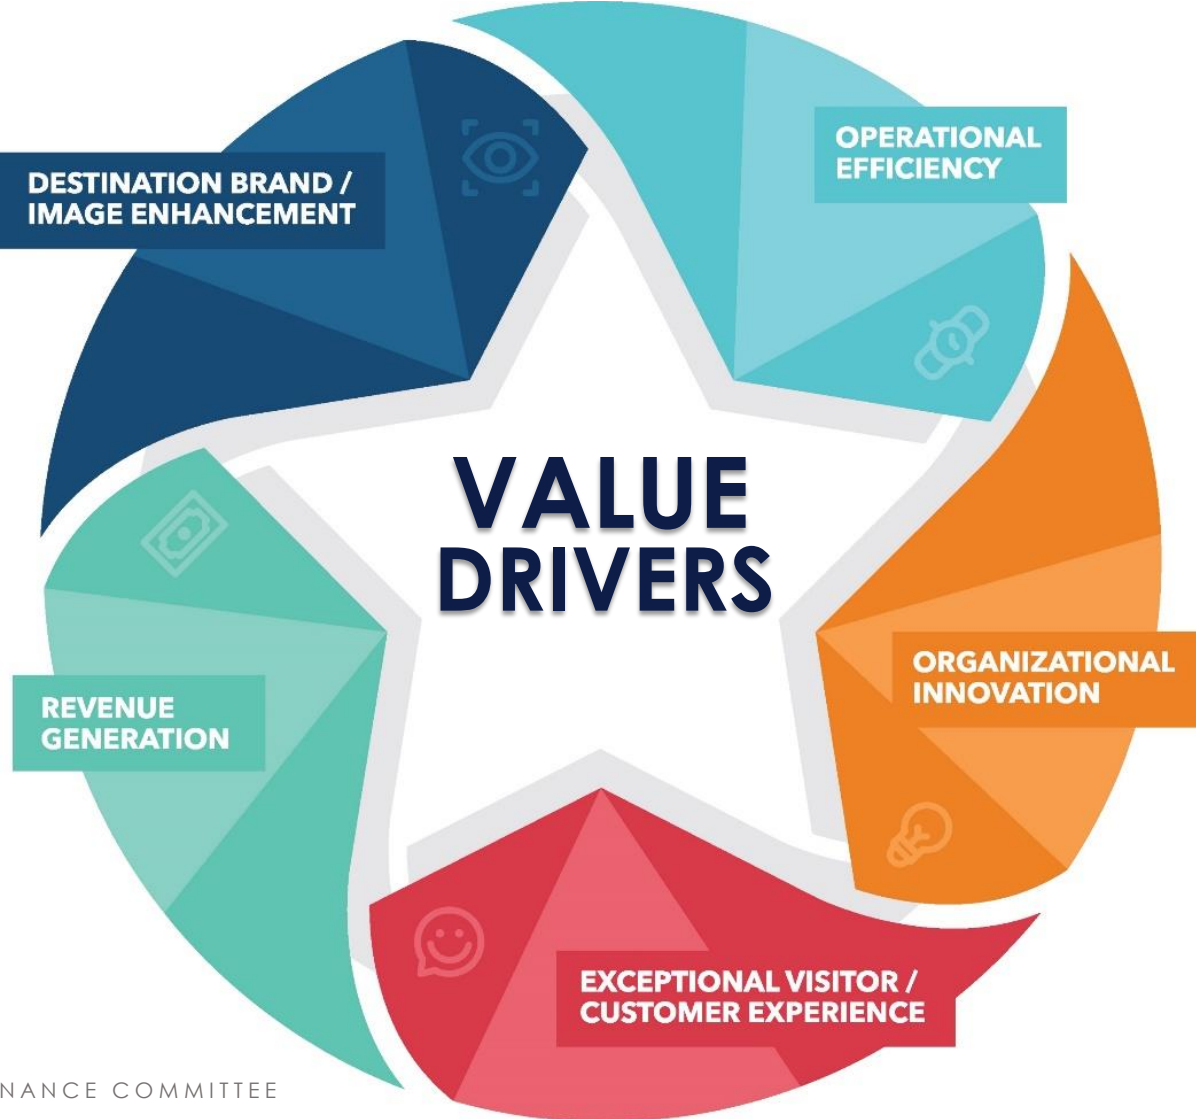 DESTINATION BRAND /
IMAGE ENHANCEMENT
OPERATIONAL
EFFICIENCY
VALUE
DRIVERS
ORGANIZATIONAL
INNOVATION
REVENUE
GENERATION
EXCEPTIONAL VISITOR /
CUSTOMER EXPERIENCE
NANCE COMMITTEE